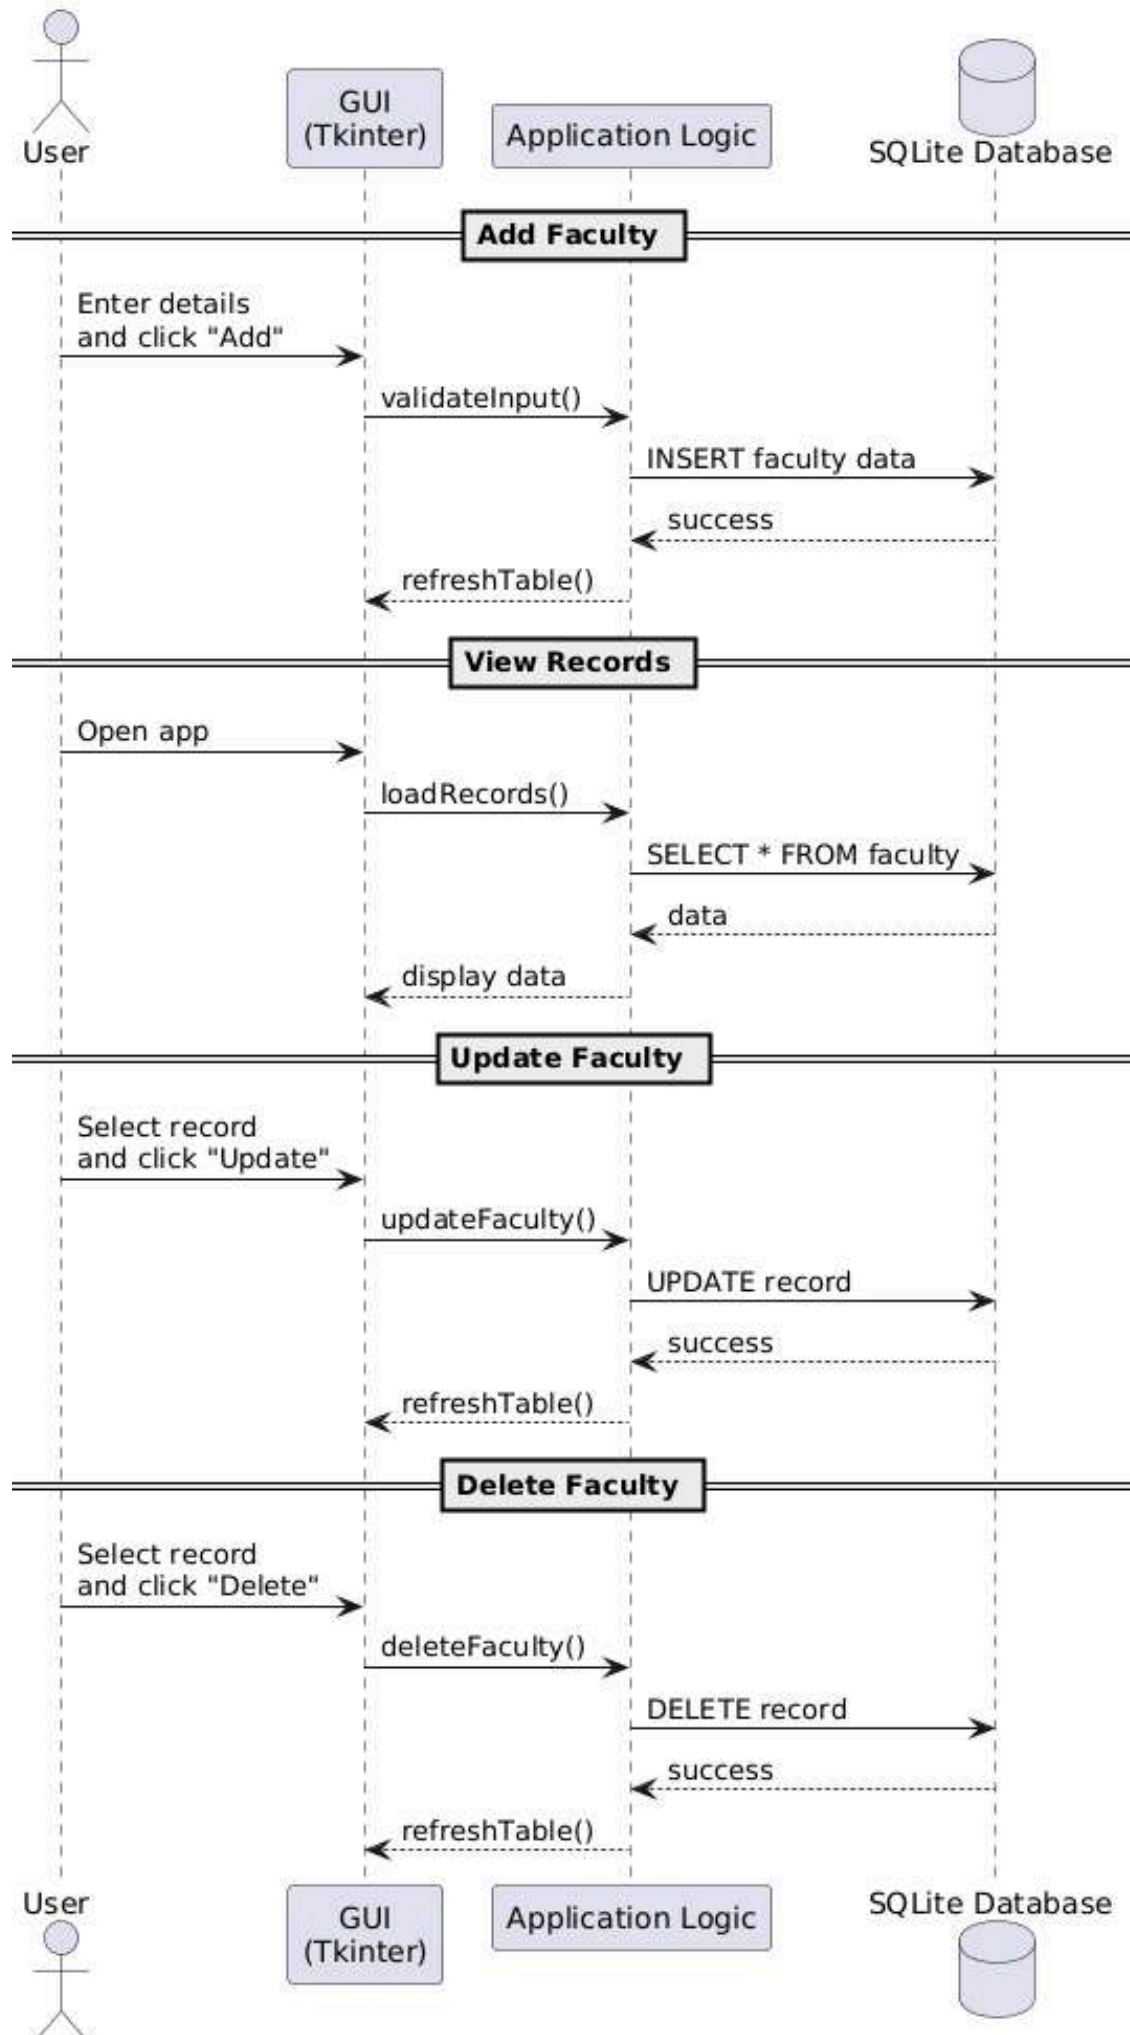 User
GUI
(Tkinter)
Application Logic
SQLite Database
Add Faculty
Enter details
and click "Add"
validateInput()
INSERT faculty data
success
refreshTable()
View Records
Open app
loadRecords()
SELECT * FROM faculty
data
display data
Update Faculty
Select record
and click "Update"
updateFaculty()
UPDATE record
success
refreshTable()
Delete Faculty
Select record
and click "Delete"
deleteFaculty()
DELETE record
success
refreshTable()
User
GUI
(Tkinter)
Application Logic
SQLite Database